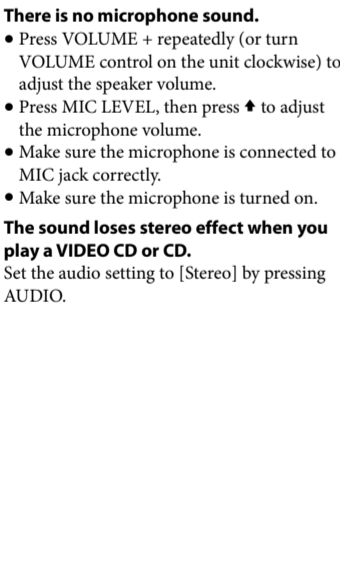 There is no microphone sound.
• Press VOLUME + repeatedly (or turn
VOLUME control on the unit clockwise) to
adjust the speaker volume.
• Press MIC LEVEL, then press ↑ to adjust
the microphone volume.
• Make sure the microphone is connected to
MIC jack correctly.
• Make sure the microphone is turned on.
The sound loses stereo effect when you
play a VIDEO CD or CD.
Set the audio setting to [Stereo] by pressing
AUDIO.